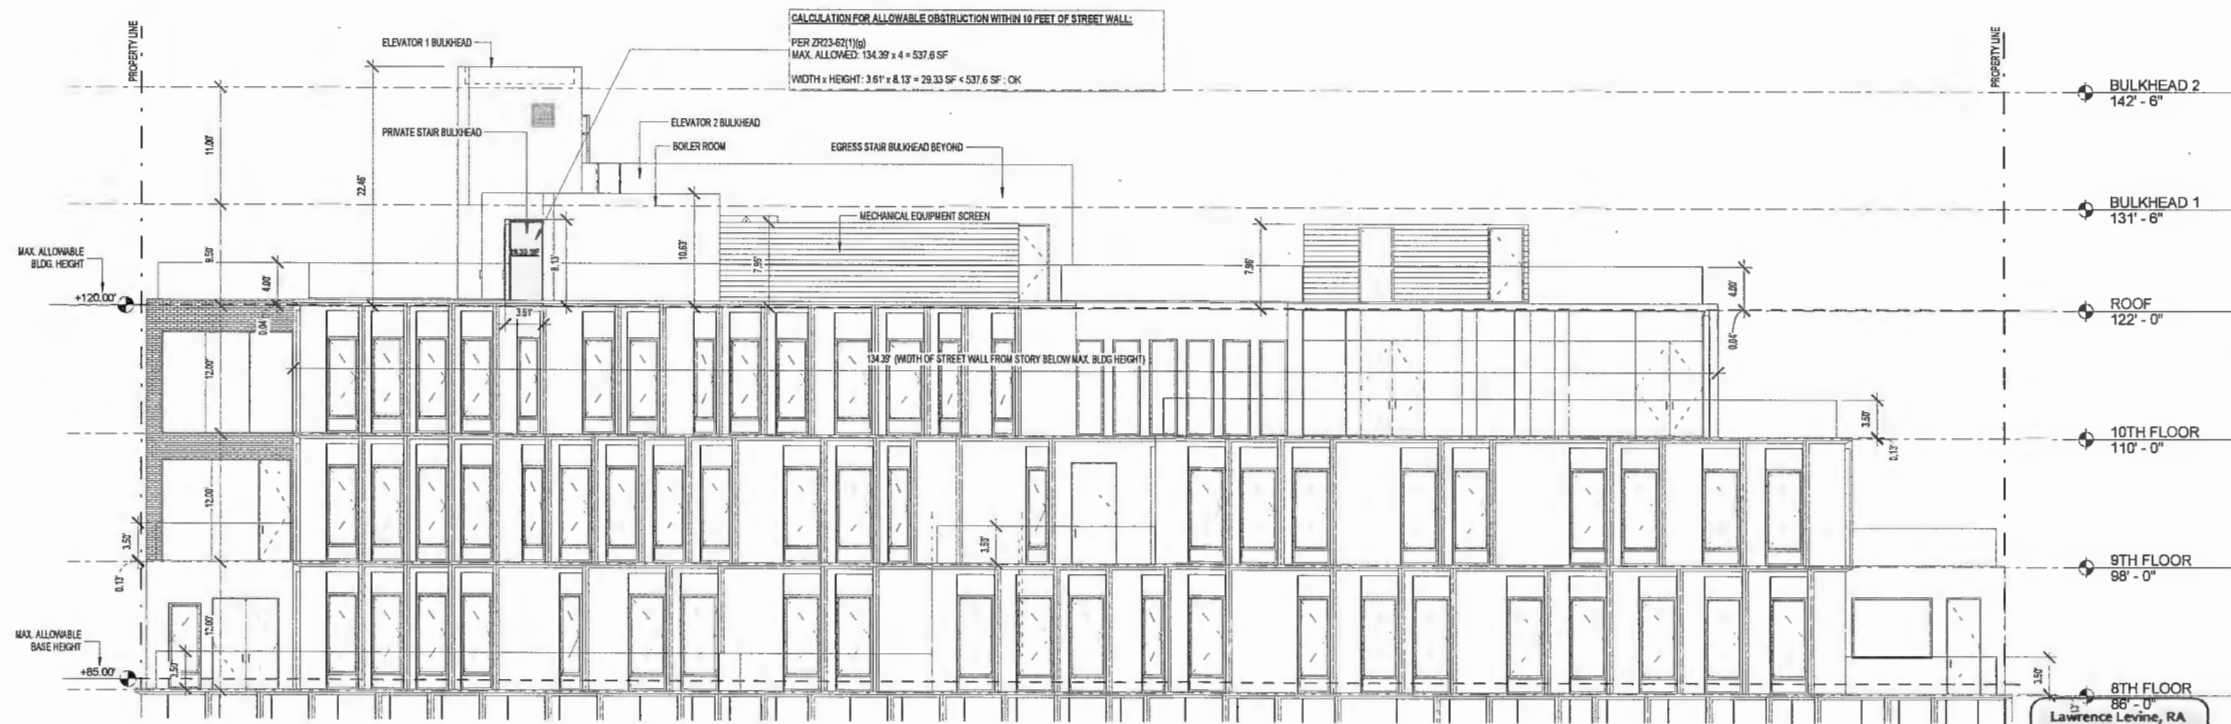 CALCULATION FOR ALLOWABLE OBSTRUCTION WITHIN 10 FEET OF STREET WALL:
PER ZR23-62(1)(g)
MAX. ALLOWED: 134.39' x 4 = 537.6 SF
WIDTH x HEIGHT: 3.61' x 8.13' = 29.33 SF < 537.6 SF : OK
PROPERTY LINE
PROPERTY LINE
ELEVATOR 1 BULKHEAD
BULKHEAD 2
142' - 6"
11.00'
22.46'
PRIVATE STAIR BULKHEAD
ELEVATOR 2 BULKHEAD
BOILER ROOM
EGRESS STAIR BULKHEAD BEYOND
BULKHEAD 1
131' - 6"
MECHANICAL EQUIPMENT SCREEN
MAX. ALLOWABLE
BLDG. HEIGHT
9.50'
4.00'
29.33 SF
8.13'
10.63'
7.96'
7.96'
4.00'
+120.00'
ROOF
122' - 0"
0.04'
3.61'
0.04'
12.00'
134.39' (WIDTH OF STREET WALL FROM STORY BELOW MAX. BLDG HEIGHT)
3.50'
10TH FLOOR
110' - 0"
0.13'
12.00'
3.50'
3.50'
9TH FLOOR
98' - 0"
0.13'
12.00'
MAX. ALLOWABLE
BASE HEIGHT
+85.00'
3.50'
3.50'
8TH FLOOR
86' - 0"
Lawrence Levine, RA